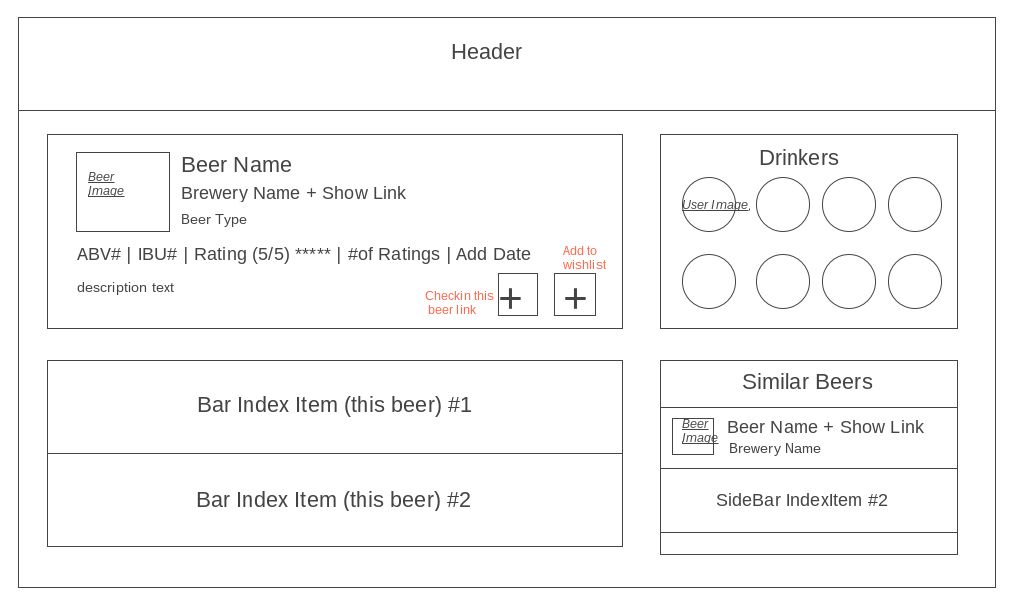 Header
Beer
Image
Beer Name
Brewery Name + Show Link
Beer Type
ABV# | IBU# | Rating (5/5) ***** | #of Ratings | Add Date
description text
Add to
wishlist
Checkin this
beer link
+
+
Drinkers
User Image,
Bar Index Item (this beer) #1
Bar Index Item (this beer) #2
Similar Beers
Beer
Image
Beer Name + Show Link
Brewery Name
SideBar IndexItem #2